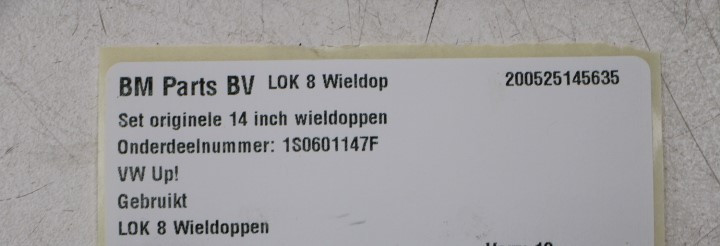 BM Parts BV LOK 8 Wieldop 200525145635
Set originele 14 inch wieldoppen
Onderdeelnummer: 1S0601147F
VW Up!
Gebruikt
LOK 8 Wieldoppen